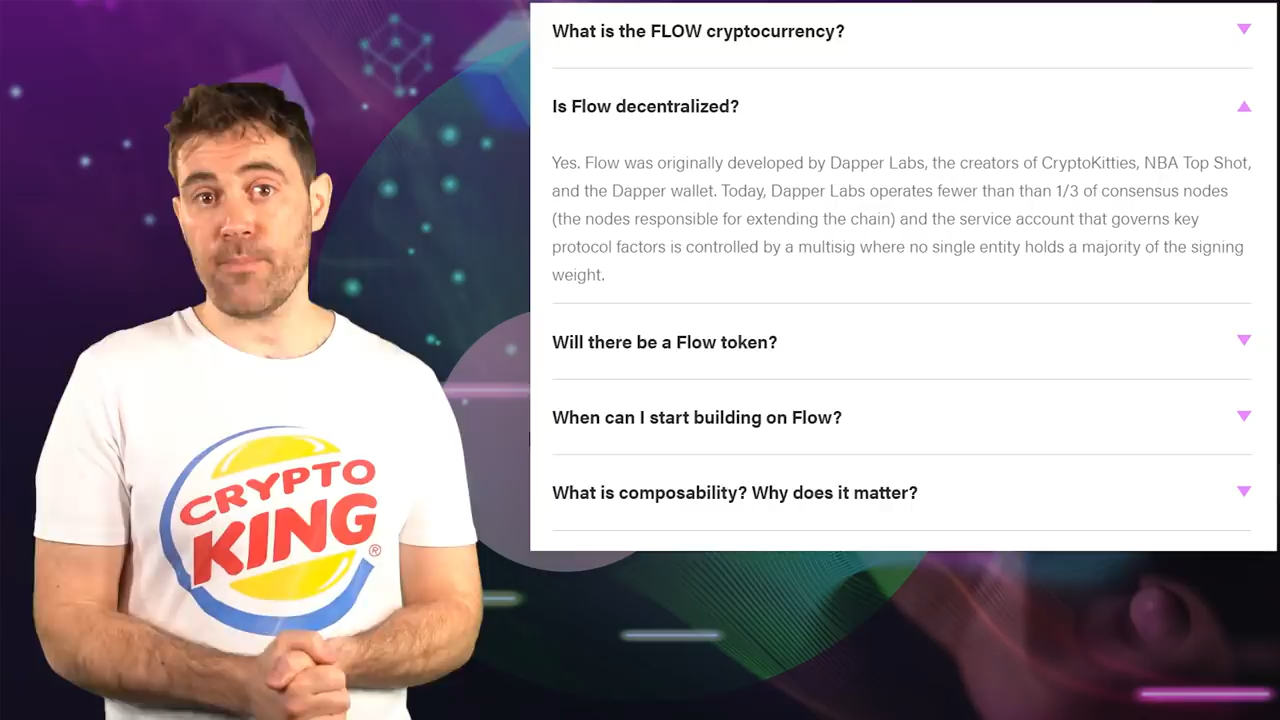 What is the FLOW cryptocurrency?
Is Flow decentralized?
Yes. Flow was originally developed by Dapper Labs, the creators of CryptoKitties, NBA Top Shot,
and the Dapper wallet. Today, Dapper Labs operates fewer than than 1/3 of consensus nodes
(the nodes responsible for extending the chain) and the service account that governs key
protocol factors is controlled by a multisig where no single entity holds a majority of the signing
weight.
Will there be a Flow token?
When can I start building on Flow?
What is composability? Why does it matter?
CRYPTO
KING
®